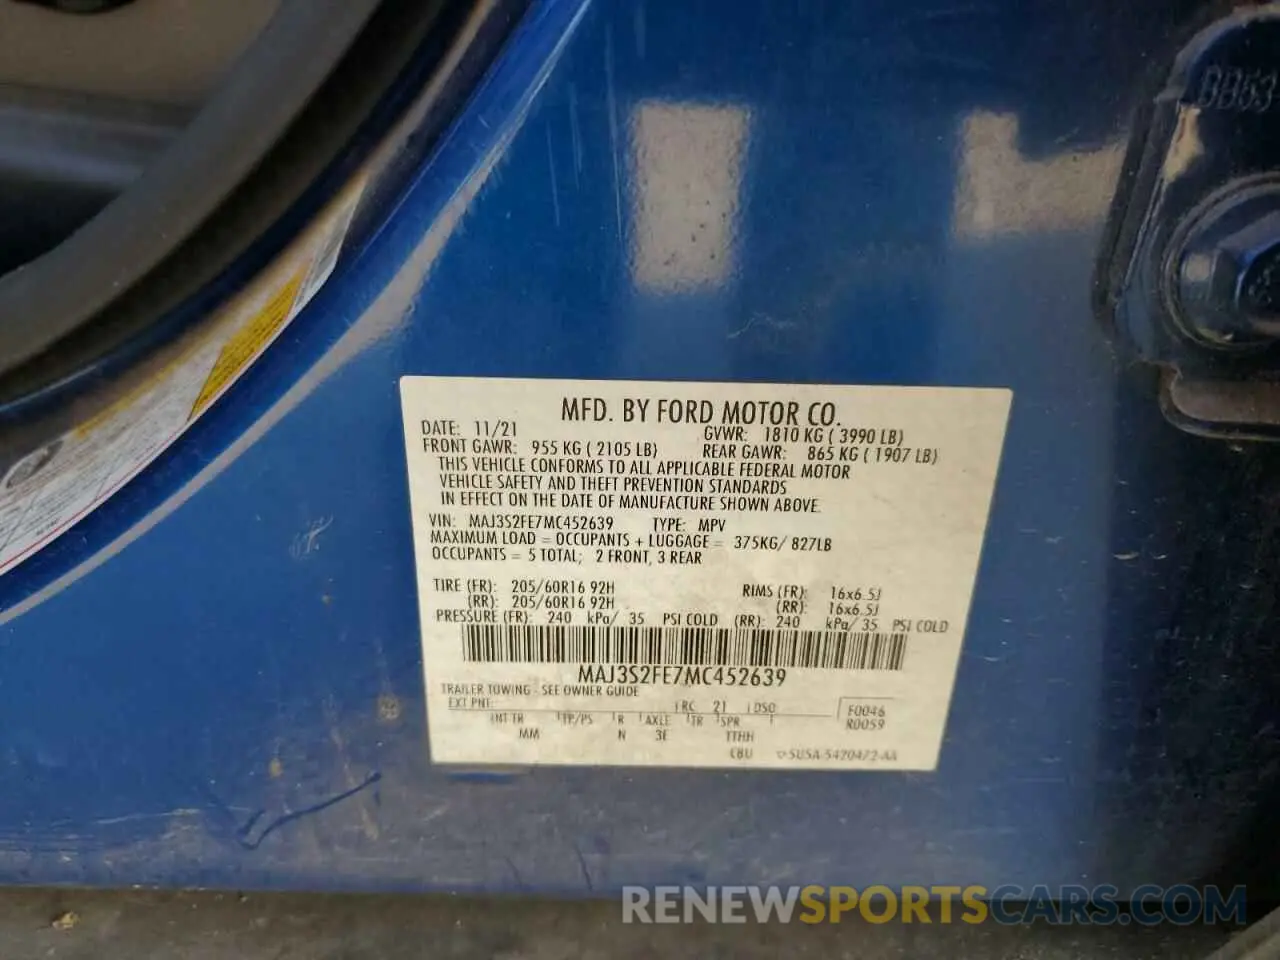 BB53
MFD. BY FORD MOTOR CO.
DATE: 11/21 GVWR: 1810 KG ( 3990 LB)
FRONT GAWR: 955 KG ( 2105 LB) REAR GAWR: 865 KG ( 1907 LB)
THIS VEHICLE CONFORMS TO ALL APPLICABLE FEDERAL MOTOR
VEHICLE SAFETY AND THEFT PREVENTION STANDARDS
IN EFFECT ON THE DATE OF MANUFACTURE SHOWN ABOVE.
VIN: MAJ3S2FE7MC452639 TYPE: MPV
MAXIMUM LOAD = OCCUPANTS + LUGGAGE = 375KG/ 827LB
OCCUPANTS = 5 TOTAL; 2 FRONT, 3 REAR
TIRE (FR): 205/60R16 92H RIMS (FR): 16x6.5J
(RR): 205/60R16 92H (RR): 16x6.5J
PRESSURE (FR): 240 kPa/ 35 PSI COLD (RR): 240 kPa/ 35 PSI COLD
MAJ3S2FE7MC452639
TRAILER TOWING - SEE OWNER GUIDE
EXT PNT: RC 21 DSO F0046
INT TR TP/PS R AXLE TR SPR R0059
MM N 3E TTHH
CBU 5U5A-5420472-AA
RENEWSPORTSCARS.COM